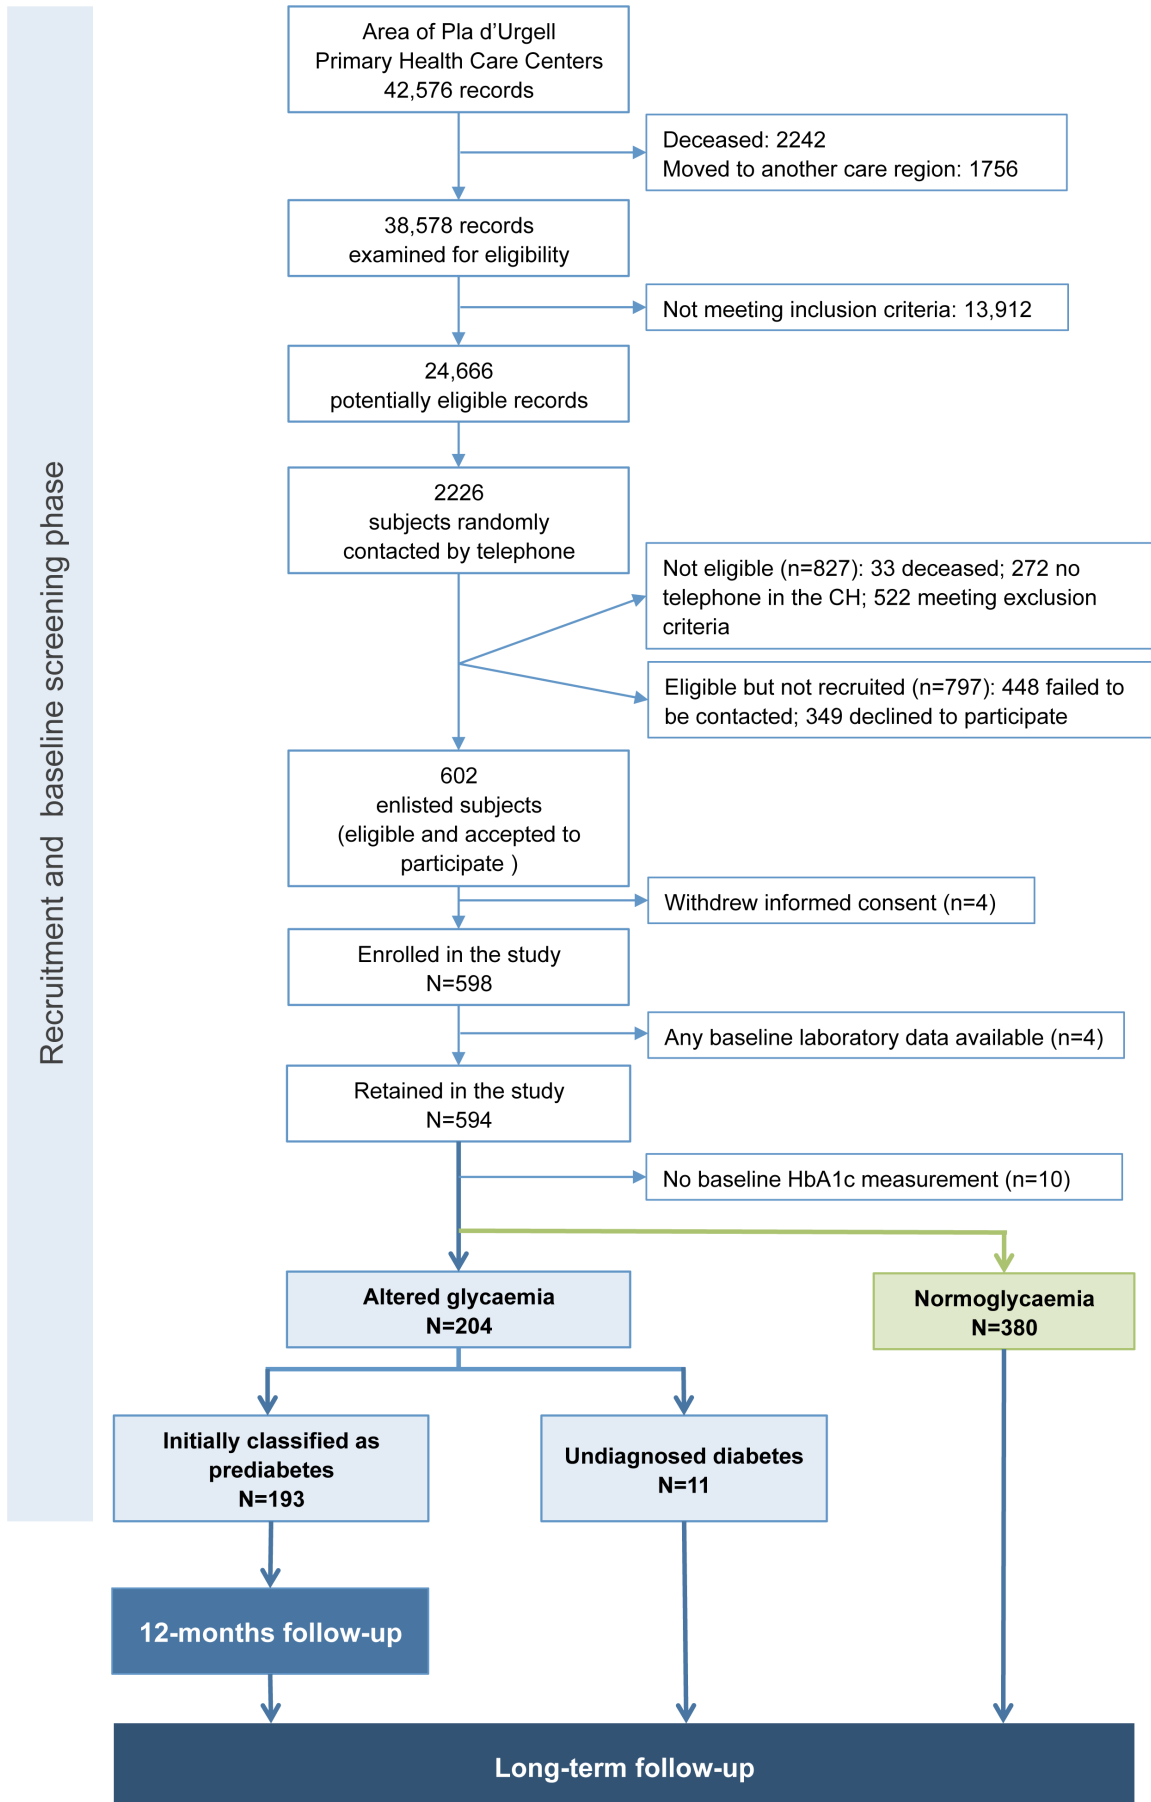 Recruitment and baseline screening phase
Area of Pla d’Urgell
Primary Health Care Centers
42,576 records
Deceased: 2242
Moved to another care region: 1756
38,578 records
examined for eligibility
Not meeting inclusion criteria: 13,912
24,666
potentially eligible records
2226
subjects randomly
contacted by telephone
Not eligible (n=827): 33 deceased; 272 no
telephone in the CH; 522 meeting exclusion
criteria
Eligible but not recruited (n=797): 448 failed to
be contacted; 349 declined to participate
602
enlisted subjects
(eligible and accepted to
participate )
Withdrew informed consent (n=4)
Enrolled in the study
N=598
Any baseline laboratory data available (n=4)
Retained in the study
N=594
No baseline HbA1c measurement (n=10)
Altered glycaemia
N=204
Normoglycaemia
N=380
Initially classified as
prediabetes
N=193
Undiagnosed diabetes
N=11
12-months follow-up
Long-term follow-up